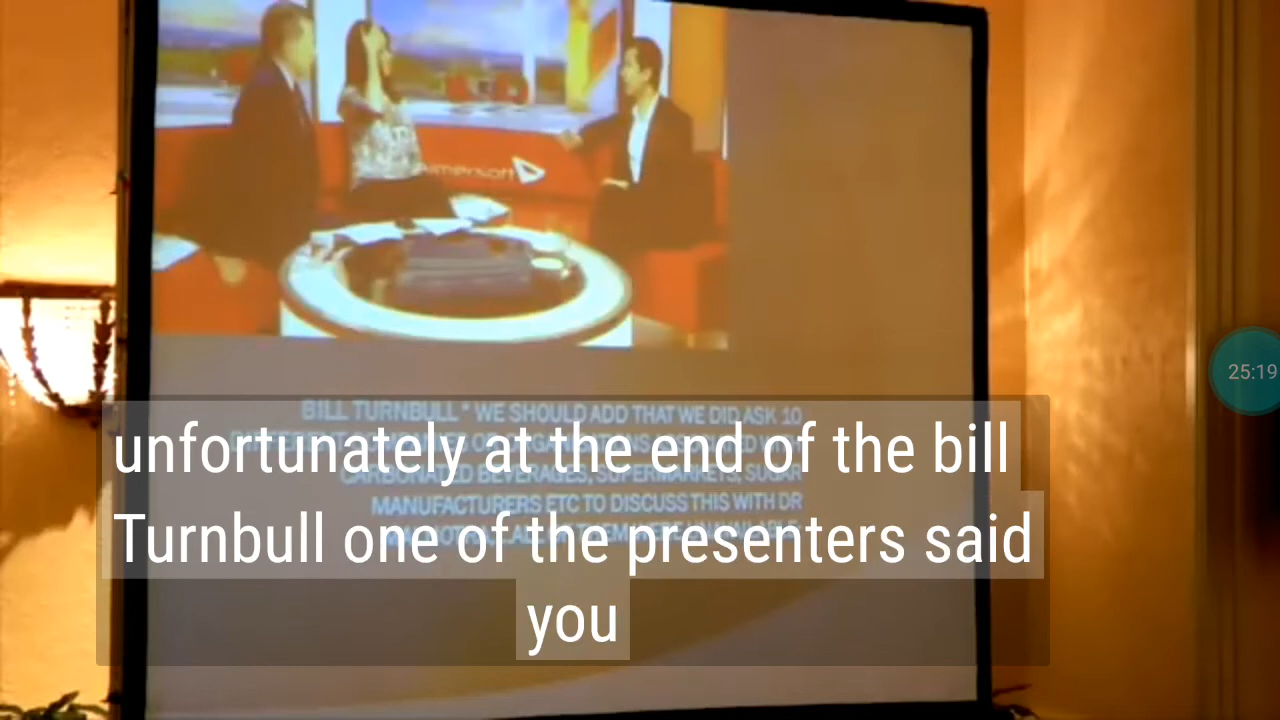 BILL TURNBULL " WE SHOULD ADD THAT WE DID ASK 10
CARBONATED BEVERAGES, SUPERMARKETS, SUGAR
MANUFACTURERS ETC TO DISCUSS THIS WITH DR
unfortunately at the end of the bill
Turnbull one of the presenters said
you
25:19